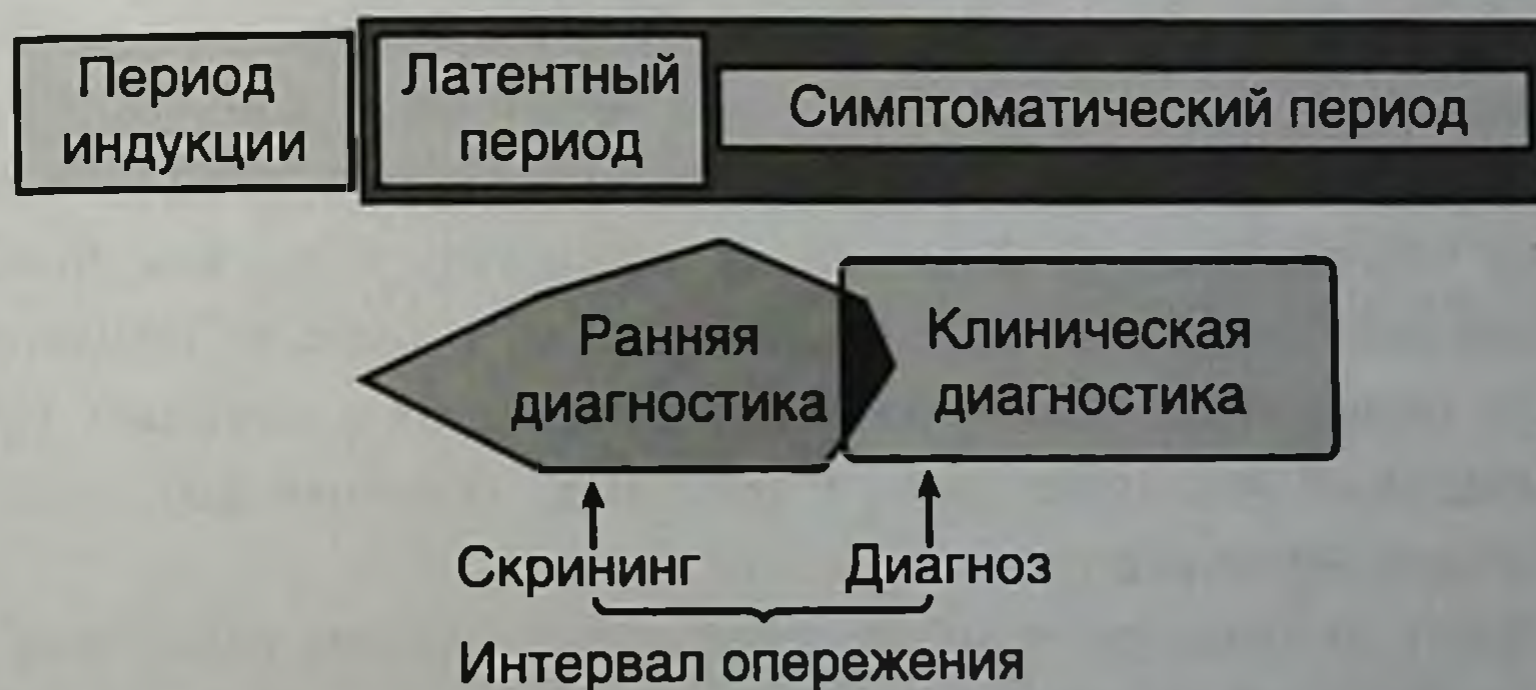 Период
индукции
Латентный
период
Симптоматический период
Ранняя
диагностика
Клиническая
диагностика
Скрининг
Диагноз
Интервал опережения